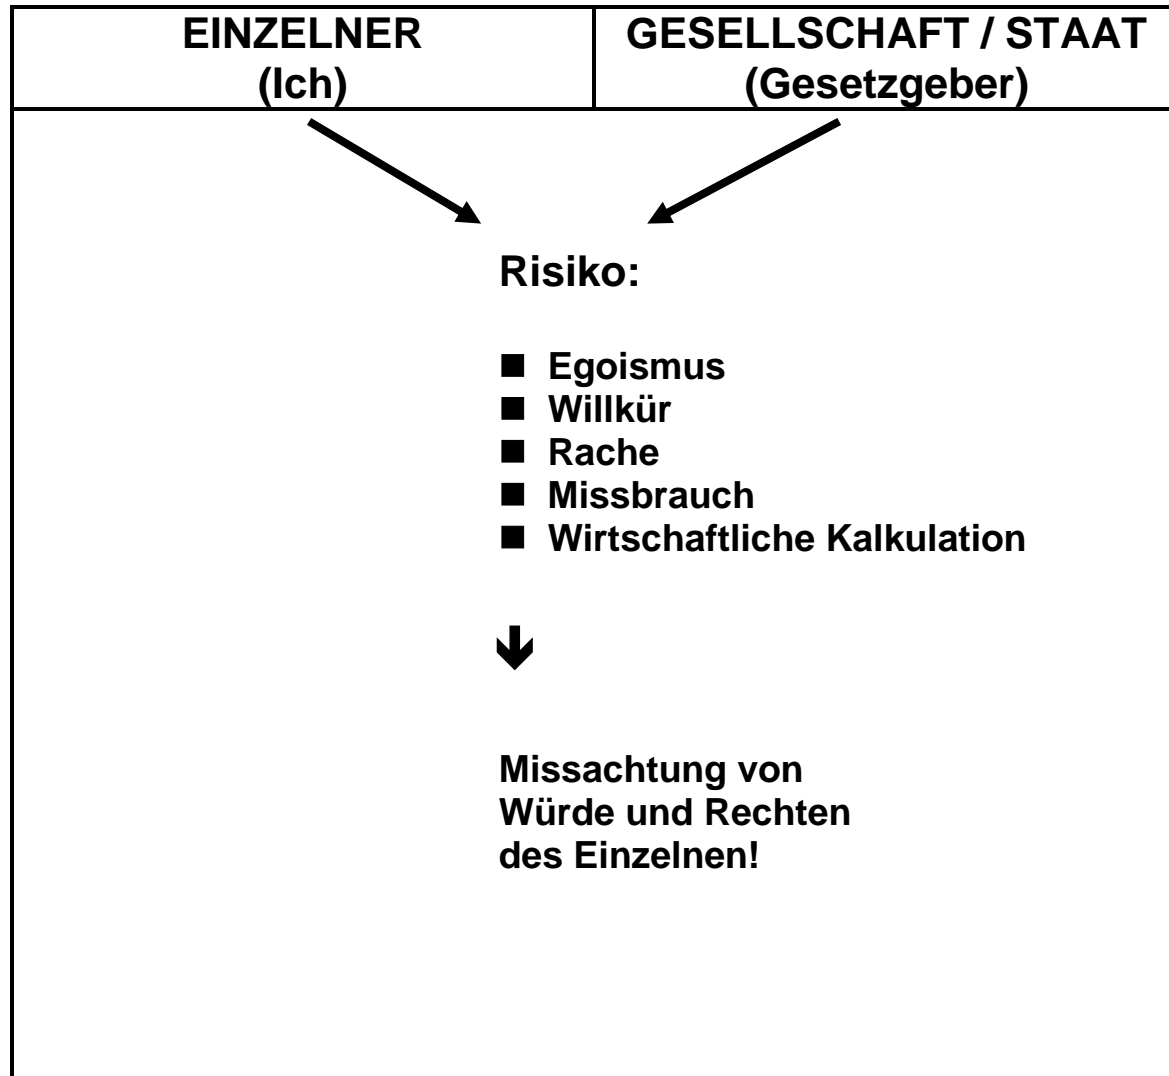 EINZELNER
(Ich)
GESELLSCHAFT / STAAT
(Gesetzgeber)
Risiko:
■ Egoismus
■ Willkür
■ Rache
■ Missbrauch
■ Wirtschaftliche Kalkulation
Missachtung von
Würde und Rechten
des Einzelnen!